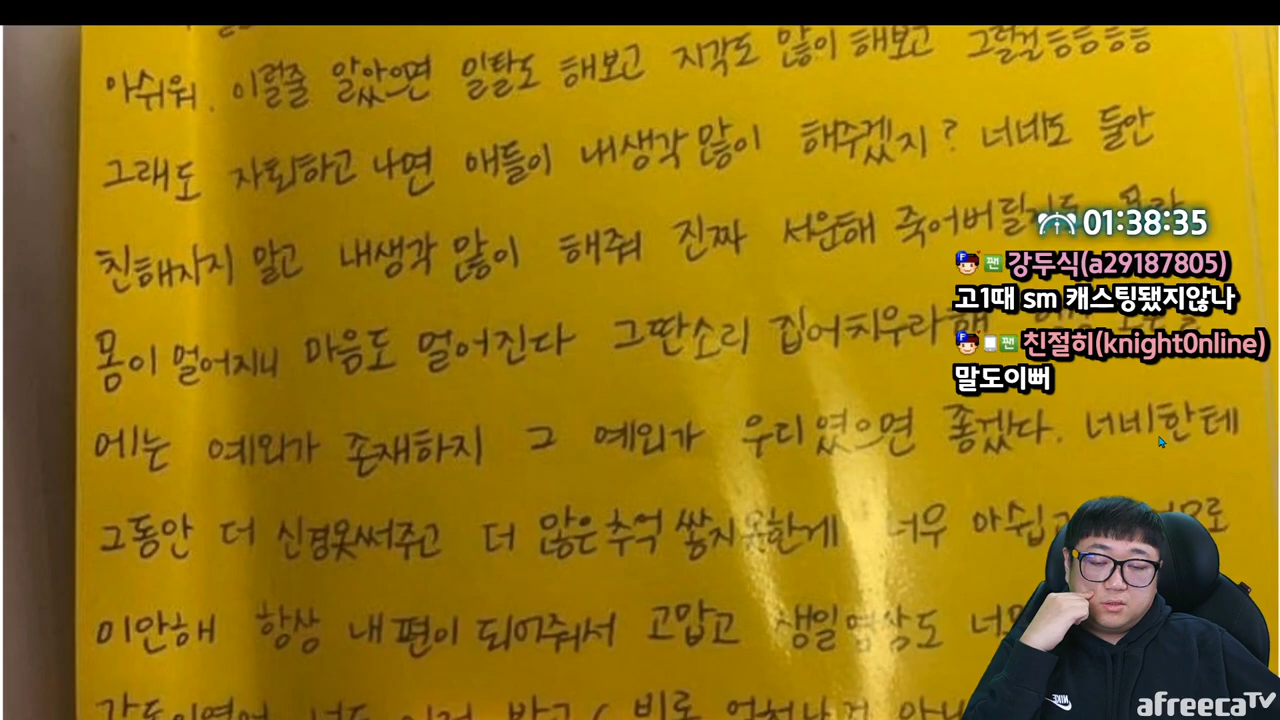 아쉬워. 이럴줄 알았으면 일탈도 해보고 지각도 많이 해보고 그럴걸 등등등등
그래도 자퇴하고 나면 애들이 내생각 많이 해주겠지? 너네도 둘안
친해지지 말고 내생각 많이 해줘 진짜 서운해 죽어버릴지도 몰라
몸이 멀어지니 마음도 멀어진다 그딴소리 집어치우라해
에는 예외가 존재하지 그 예외가 우리였으면 좋겠다. 너네한테
그동안 더 신경못써주고 더 많은추억 쌓지못한게 너무 아쉽고
미안해 항상 내편이 되어줘서 고맙고 생일영상도
01:38:35
강두식(a29187805)
고1때 sm 캐스팅됐지않나
친절히(knight0nline)
말도이뻐
NIKE
afreecaTV